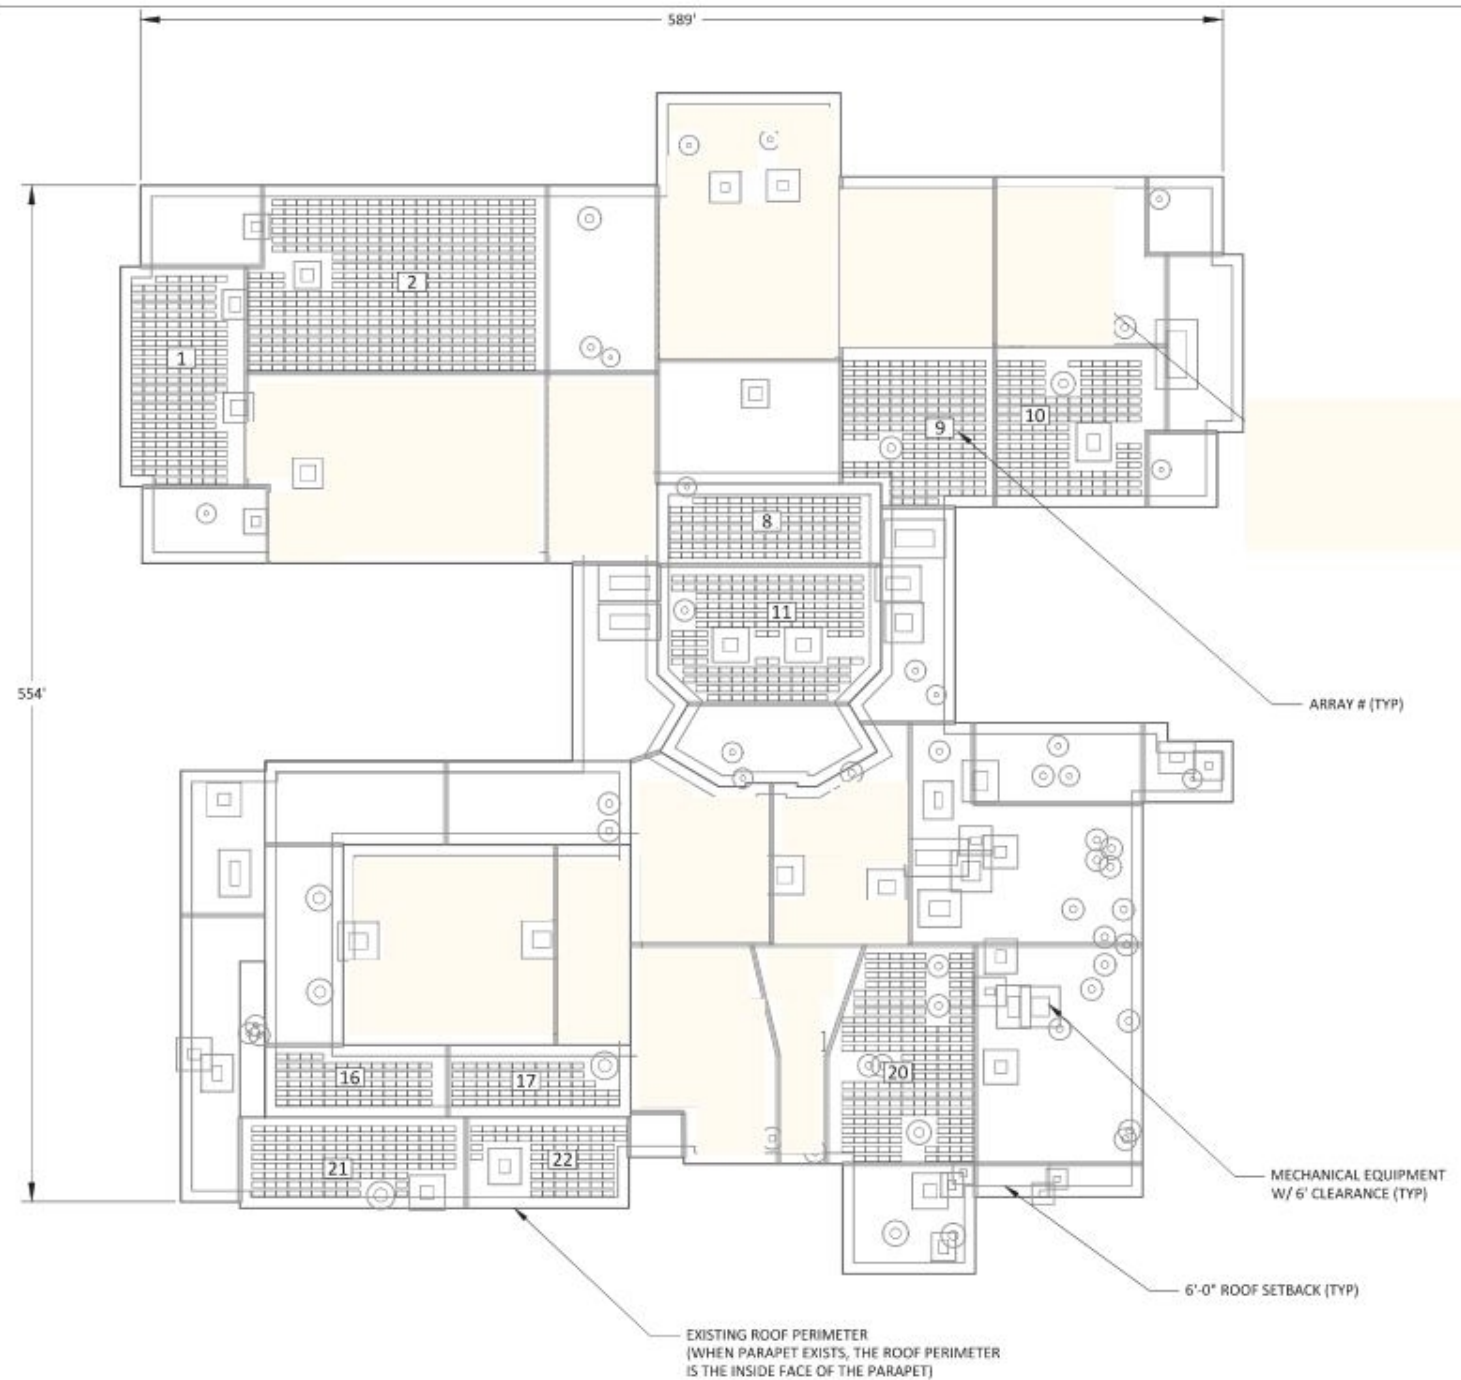 589'
2
1
10
9
8
11
554'
ARRAY # (TYP)
16
17
20
21
22
MECHANICAL EQUIPMENT
W/ 6' CLEARANCE (TYP)
6'-0" ROOF SETBACK (TYP)
EXISTING ROOF PERIMETER
(WHEN PARAPET EXISTS, THE ROOF PERIMETER
IS THE INSIDE FACE OF THE PARAPET)